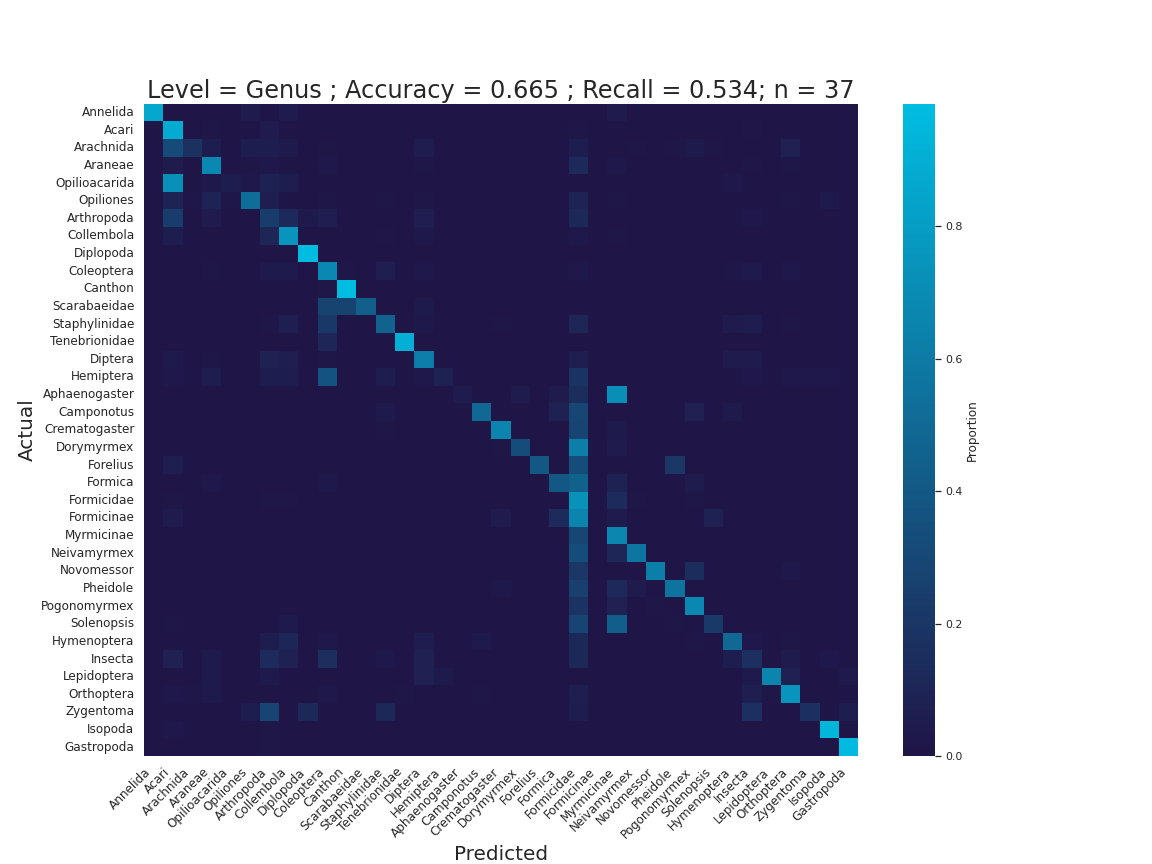 Level = Genus ; Accuracy = 0.665 ; Recall = 0.534; n = 37
Annelida
Acari
Arachnida
Araneae
Opilioacarida
Opiliones
Arthropoda
Collembola
Diplopoda
Coleoptera
Canthon
Scarabaeidae
Staphylinidae
Tenebrionidae
Diptera
Hemiptera
Aphaenogaster
Camponotus
Crematogaster
Dorymyrmex
Forelius
Formica
Formicidae
Formicinae
Myrmicinae
Neivamyrmex
Novomessor
Pheidole
Pogonomyrmex
Solenopsis
Hymenoptera
Insecta
Lepidoptera
Orthoptera
Zygentoma
Isopoda
Gastropoda
Actual
Annelida
Acari
Arachnida
Araneae
Opilioacarida
Opiliones
Arthropoda
Collembola
Diplopoda
Coleoptera
Canthon
Scarabaeidae
Staphylinidae
Tenebrionidae
Diptera
Hemiptera
Aphaenogaster
Camponotus
Crematogaster
Dorymyrmex
Forelius
Formica
Formicidae
Formicinae
Myrmicinae
Neivamyrmex
Novomessor
Pheidole
Pogonomyrmex
Solenopsis
Hymenoptera
Insecta
Lepidoptera
Orthoptera
Zygentoma
Isopoda
Gastropoda
Predicted
0.8
0.6
0.4
0.2
0.0
Proportion